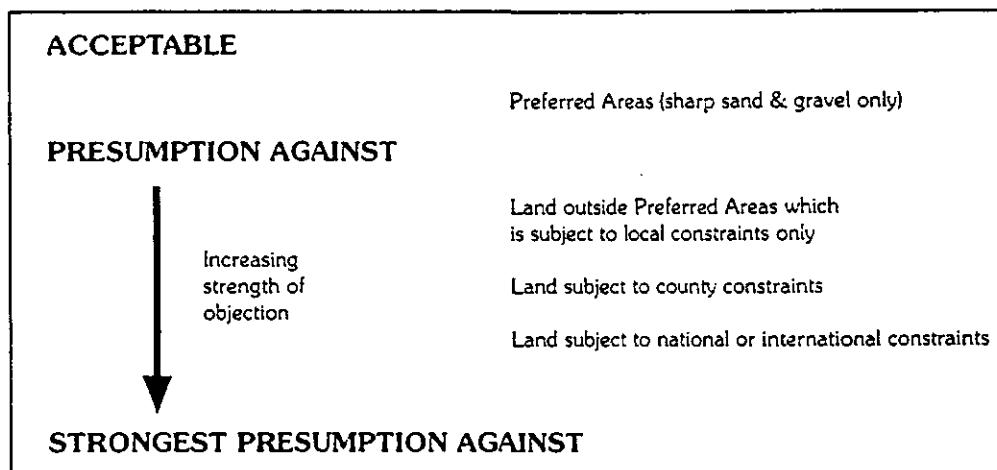 ACCEPTABLE
Preferred Areas (sharp sand & gravel only)
PRESUMPTION AGAINST
Land outside Preferred Areas which
is subject to local constraints only
Increasing
strength of
objection
Land subject to county constraints
Land subject to national or international constraints
STRONGEST PRESUMPTION AGAINST